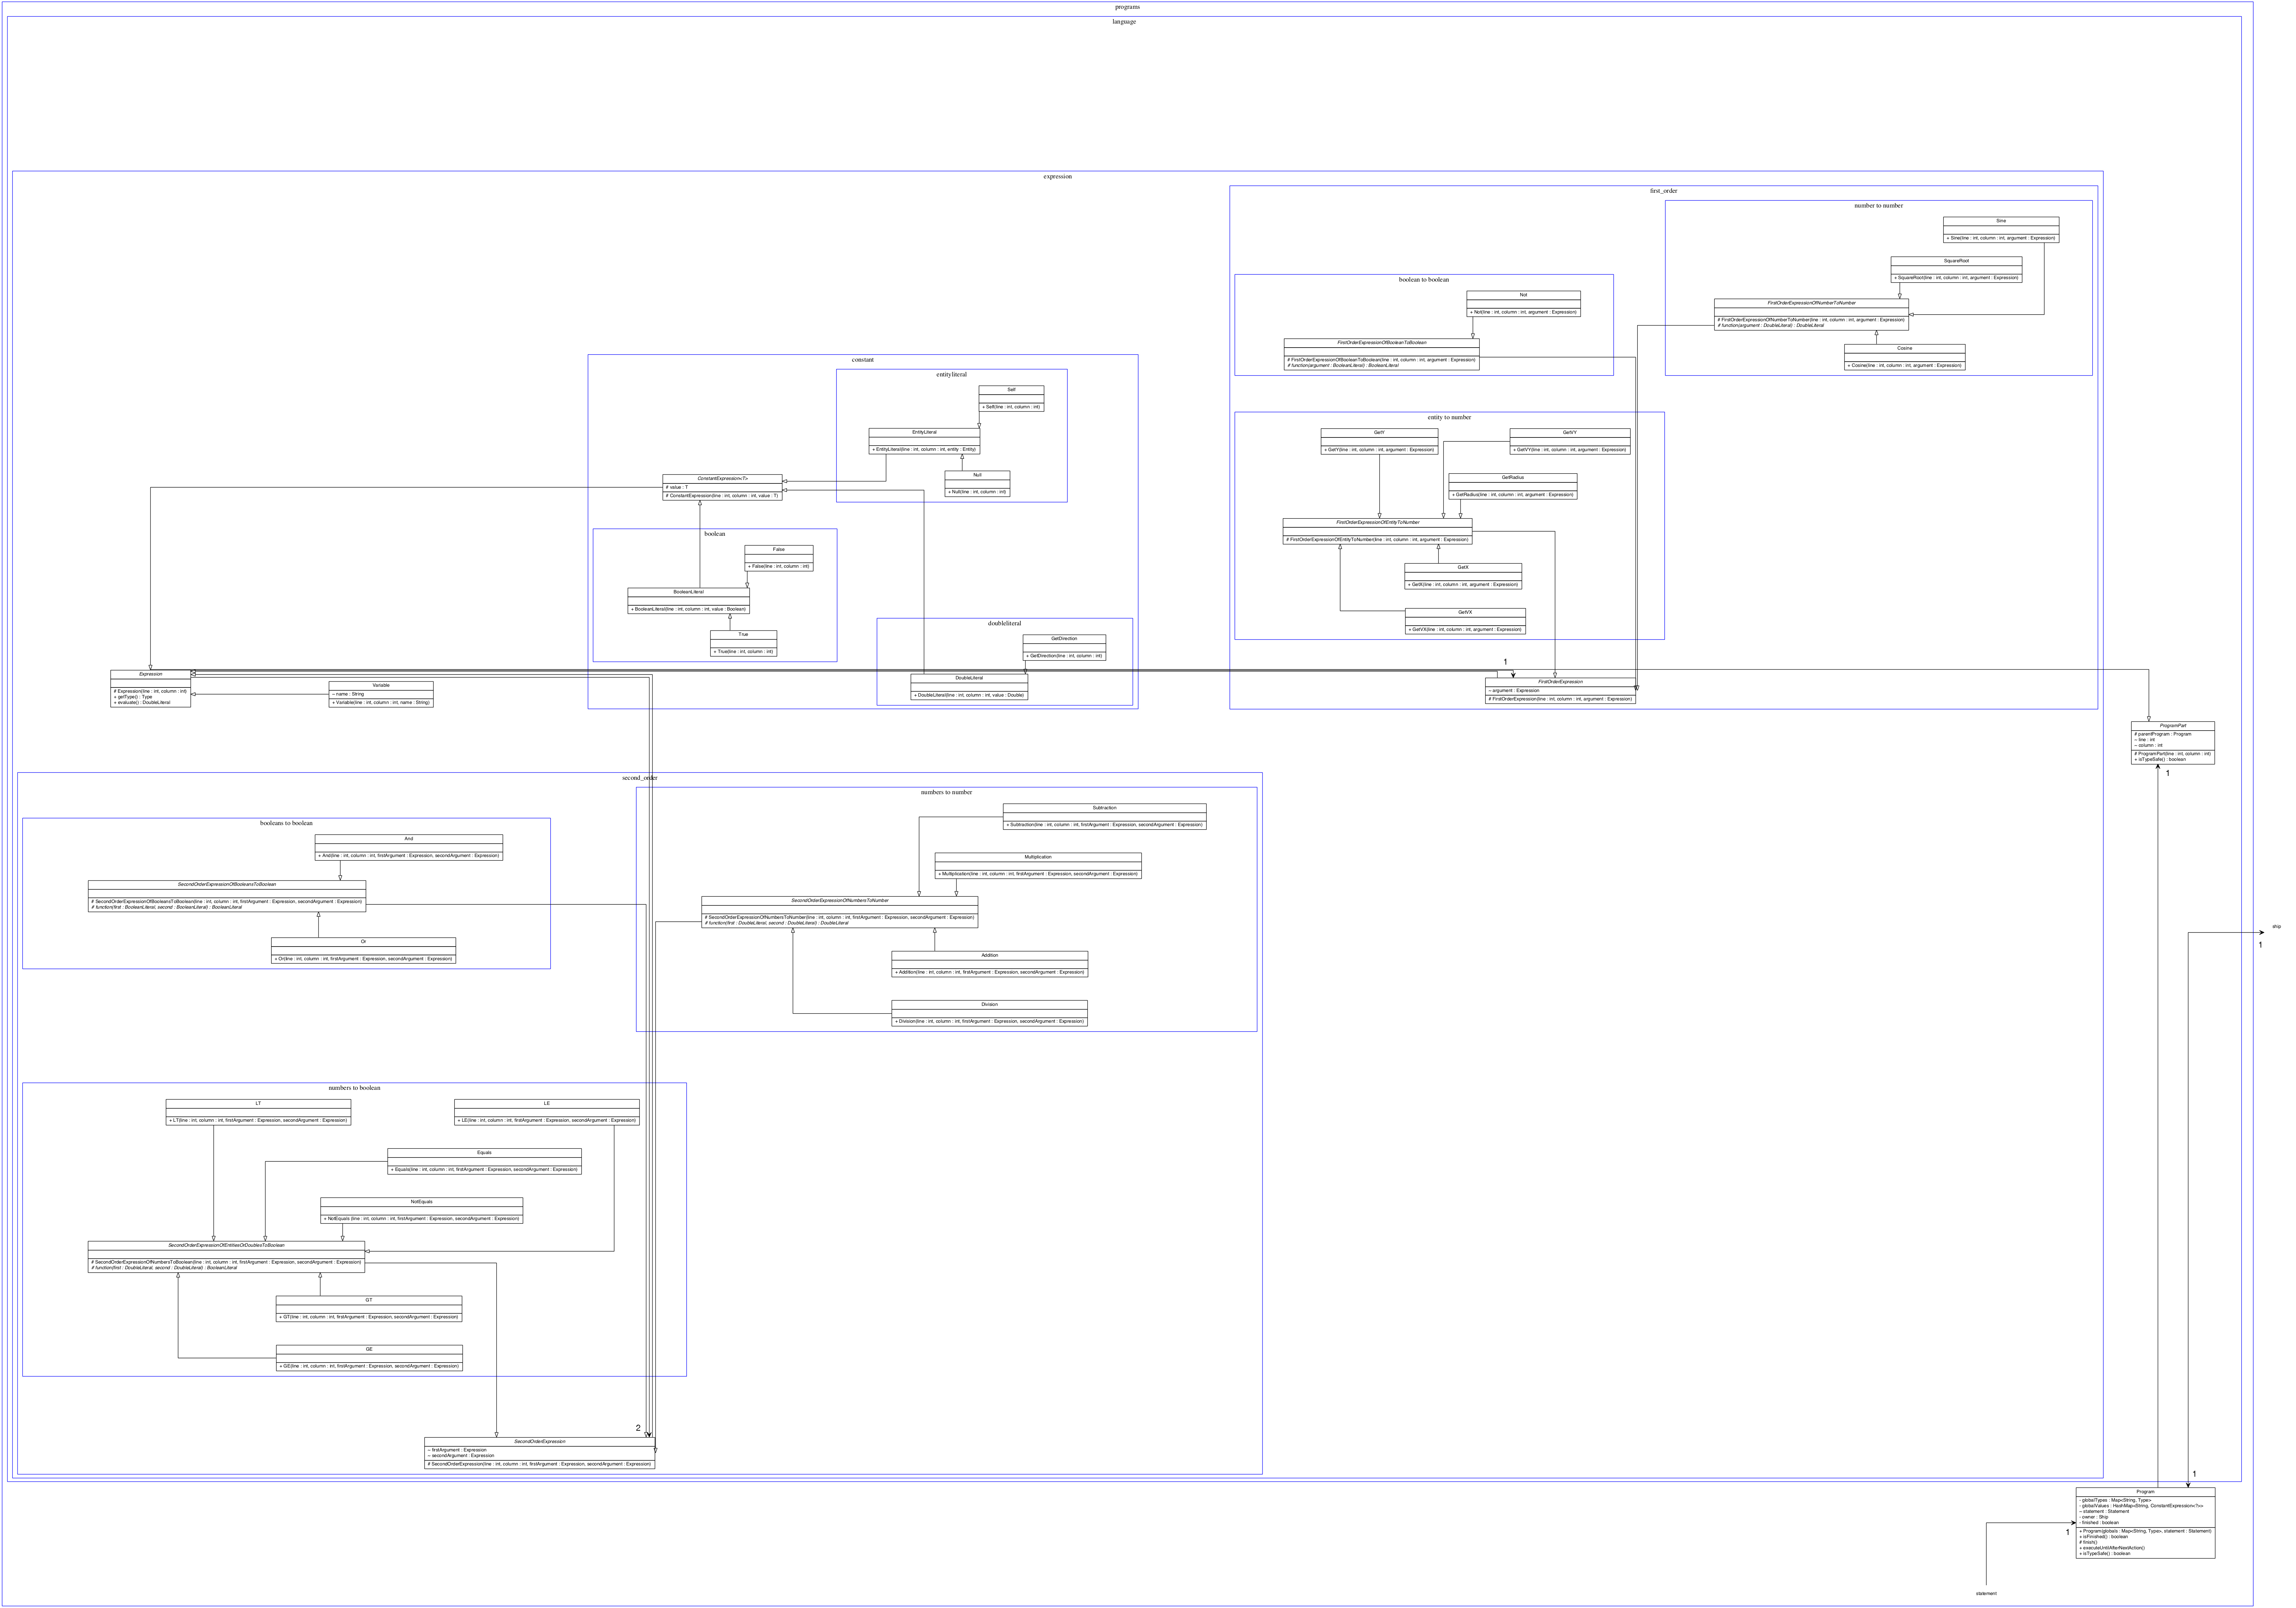 programs
language
expression
first_order
number to number
Sine
+ Sine(line : int, column : int, argument : Expression)
SquareRoot
+ SquareRoot(line : int, column : int, argument : Expression)
FirstOrderExpressionOfNumberToNumber
# FirstOrderExpressionOfNumberToNumber(line : int, column : int, argument : Expression)
# function(argument : DoubleLiteral) : DoubleLiteral
Cosine
+ Cosine(line : int, column : int, argument : Expression)
boolean to boolean
Not
+ Not(line : int, column : int, argument : Expression)
FirstOrderExpressionOfBooleanToBoolean
# FirstOrderExpressionOfBooleanToBoolean(line : int, column : int, argument : Expression)
# function(argument : BooleanLiteral) : BooleanLiteral
entity to number
GetY
+ GetY(line : int, column : int, argument : Expression)
GetVY
+ GetVY(line : int, column : int, argument : Expression)
GetRadius
+ GetRadius(line : int, column : int, argument : Expression)
FirstOrderExpressionOfEntityToNumber
# FirstOrderExpressionOfEntityToNumber(line : int, column : int, argument : Expression)
GetX
+ GetX(line : int, column : int, argument : Expression)
GetVX
+ GetVX(line : int, column : int, argument : Expression)
1
FirstOrderExpression
~ argument : Expression
# FirstOrderExpression(line : int, column : int, argument : Expression)
constant
entityliteral
Self
+ Self(line : int, column : int)
EntityLiteral
+ EntityLiteral(line : int, column : int, entity : Entity)
Null
+ Null(line : int, column : int)
ConstantExpression<T>
# value : T
# ConstantExpression(line : int, column : int, value : T)
boolean
False
+ False(line : int, column : int)
BooleanLiteral
+ BooleanLiteral(line : int, column : int, value : Boolean)
True
+ True(line : int, column : int)
doubleliteral
GetDirection
+ GetDirection(line : int, column : int)
DoubleLiteral
+ DoubleLiteral(line : int, column : int, value : Double)
Expression
# Expression(line : int, column : int)
+ getType() : Type
+ evaluate() : DoubleLiteral
Variable
~ name : String
+ Variable(line : int, column : int, name : String)
ProgramPart
# parentProgram : Program
~ line : int
~ column : int
# ProgramPart(line : int, column : int)
+ isTypeSafe() : boolean
1
second_order
numbers to number
Subtraction
+ Subtraction(line : int, column : int, firstArgument : Expression, secondArgument : Expression)
Multiplication
+ Multiplication(line : int, column : int, firstArgument : Expression, secondArgument : Expression)
SecondOrderExpressionOfNumbersToNumber
# SecondOrderExpressionOfNumbersToNumber(line : int, column : int, firstArgument : Expression, secondArgument : Expression)
# function(first : DoubleLiteral, second : DoubleLiteral) : DoubleLiteral
Addition
+ Addition(line : int, column : int, firstArgument : Expression, secondArgument : Expression)
Division
+ Division(line : int, column : int, firstArgument : Expression, secondArgument : Expression)
booleans to boolean
And
+ And(line : int, column : int, firstArgument : Expression, secondArgument : Expression)
SecondOrderExpressionOfBooleansToBoolean
# SecondOrderExpressionOfBooleansToBoolean(line : int, column : int, firstArgument : Expression, secondArgument : Expression)
# function(first : BooleanLiteral, second : BooleanLiteral) : BooleanLiteral
Or
+ Or(line : int, column : int, firstArgument : Expression, secondArgument : Expression)
ship
1
numbers to boolean
LT
+ LT(line : int, column : int, firstArgument : Expression, secondArgument : Expression)
LE
+ LE(line : int, column : int, firstArgument : Expression, secondArgument : Expression)
Equals
+ Equals(line : int, column : int, firstArgument : Expression, secondArgument : Expression)
NotEquals
+ NotEquals (line : int, column : int, firstArgument : Expression, secondArgument : Expression)
SecondOrderExpressionOfEntitiesOrDoublesToBoolean
# SecondOrderExpressionOfNumbersToBoolean(line : int, column : int, firstArgument : Expression, secondArgument : Expression)
# function(first : DoubleLiteral, second : DoubleLiteral) : BooleanLiteral
GT
+ GT(line : int, column : int, firstArgument : Expression, secondArgument : Expression)
GE
+ GE(line : int, column : int, firstArgument : Expression, secondArgument : Expression)
2
SecondOrderExpression
~ firstArgument : Expression
~ secondArgument : Expression
# SecondOrderExpression(line : int, column : int, firstArgument : Expression, secondArgument : Expression)
1
Program
- globalTypes : Map<String, Type>
- globalValues : HashMap<String, ConstantExpression<?>>
~ statement : Statement
- owner : Ship
- finished : boolean
+ Program(globals : Map<String, Type>, statement : Statement)
+ isFinished() : boolean
# finish()
+ executeUntilAfterNextAction()
+ isTypeSafe() : boolean
1
statement